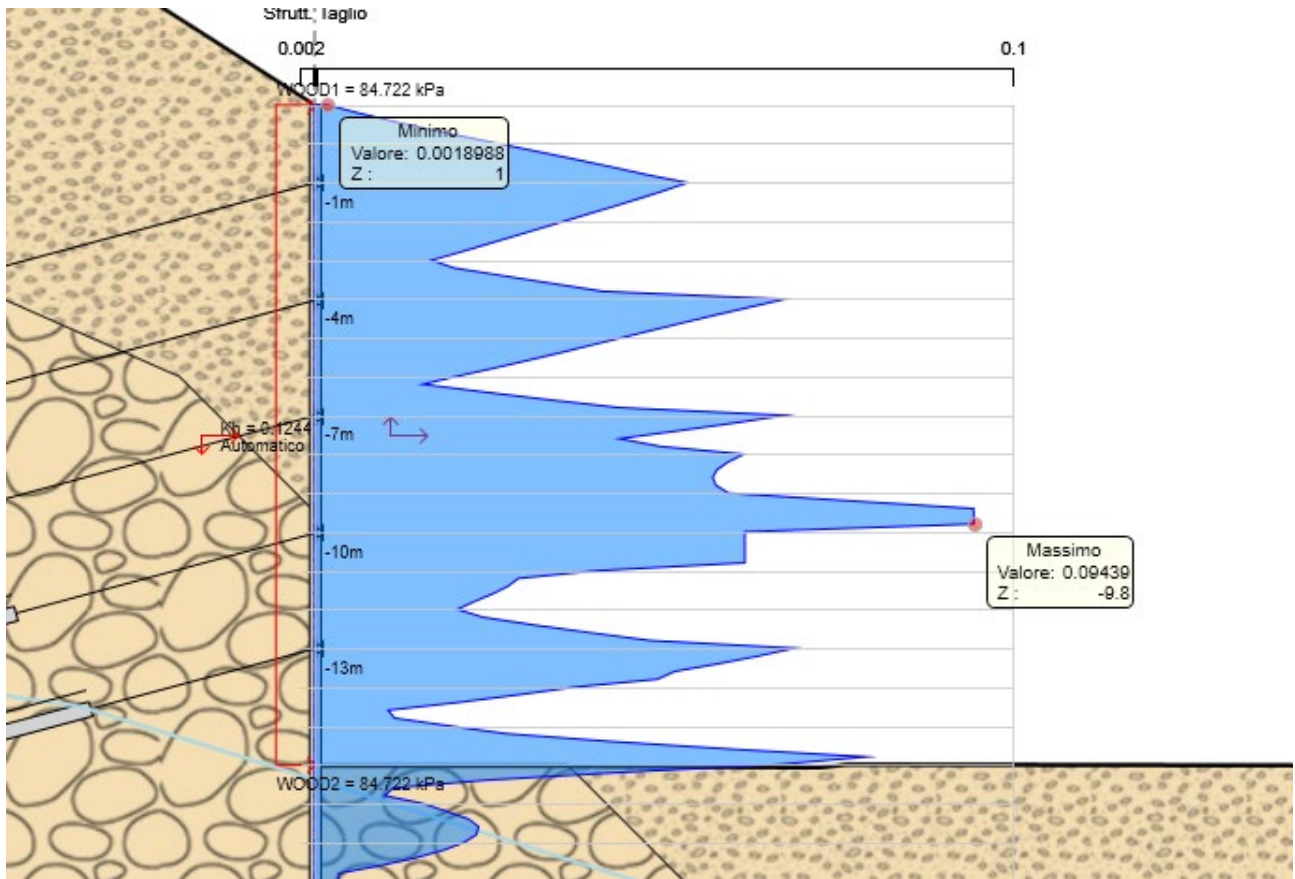 Sfrutt. Taglio
0.002
0.1
WOOD1 = 84.722 kPa
Minimo
Valore: 0.0018988
Z : 1
-1m
-4m
Kh = 0.1244
-7m
Automatico
-10m
Massimo
Valore: 0.09439
Z : -9.8
-13m
WOOD2 = 84.722 kPa